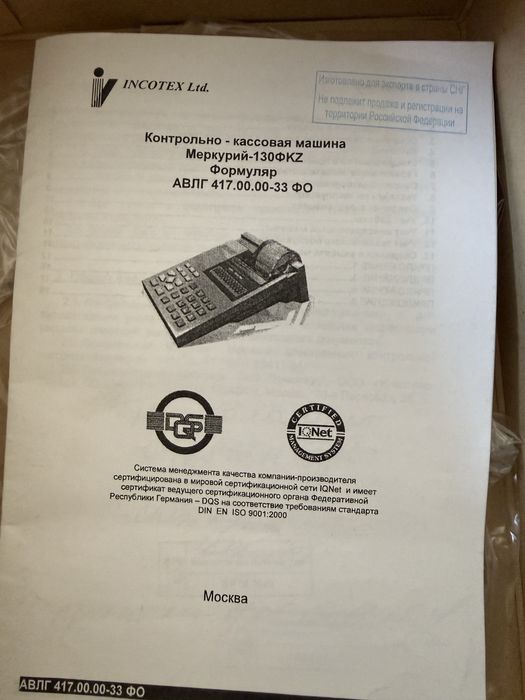 INCOTEX Ltd.
Изготовлено для экспорта в страны СНГ
Не подлежит продаже и регистрации на
территории Российской Федерации
Контрольно - кассовая машина
Меркурий-130ФKZ
Формуляр
АВЛГ 417.00.00-33 ФО
DQS
CERTIFIED
IQNet
MANAGEMENT SYSTEM
Система менеджмента качества компании-производителя
сертифицирована в мировой сертификационной сети IQNet и имеет
сертификат ведущего сертификационного органа Федеративной
Республики Германия – DQS на соответствие требованиям стандарта
DIN EN ISO 9001:2000
Москва
АВЛГ 417.00.00-33 ФО